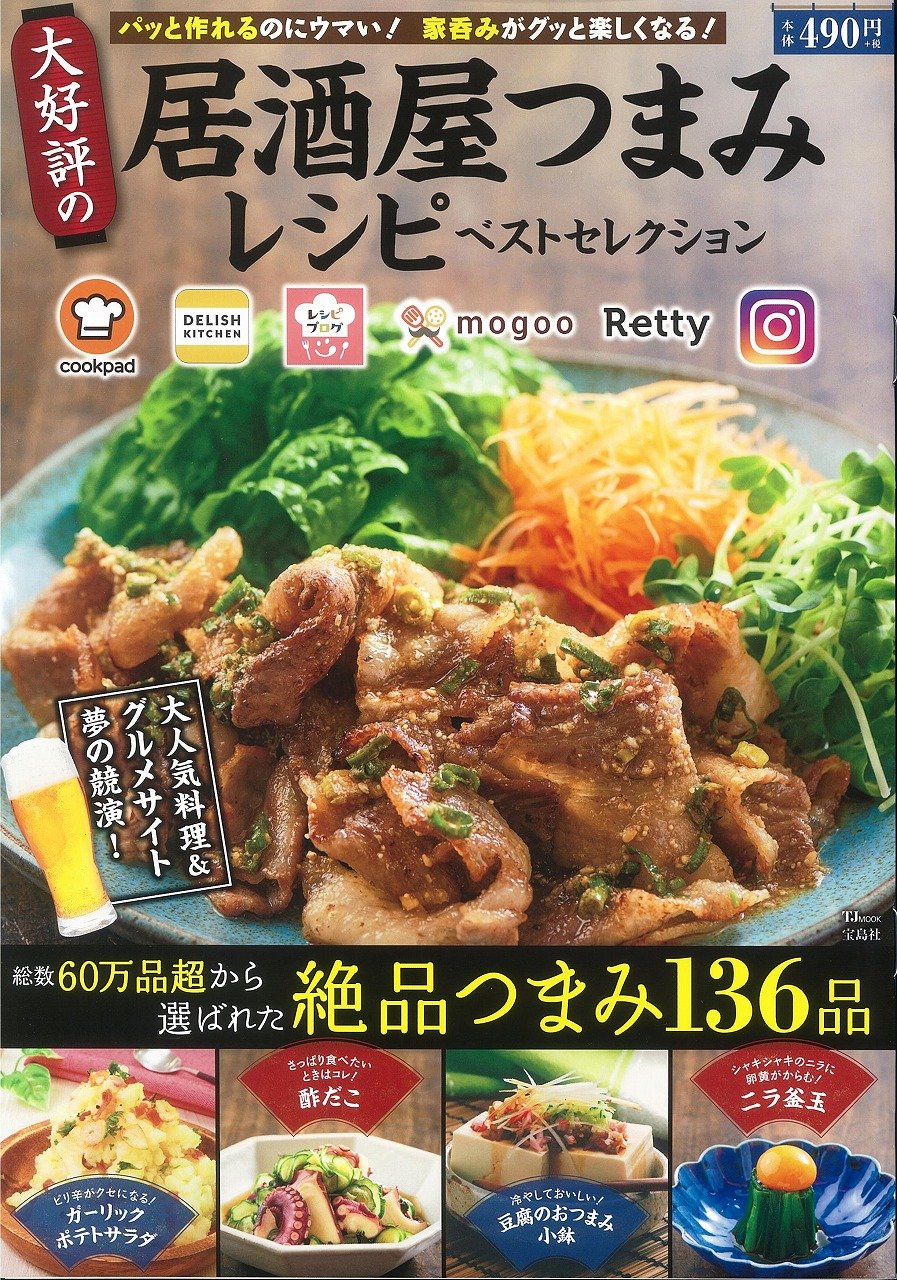 パッと作れるのにウマい! 家呑みがグッと楽しくなる!
本体490円+税
大好評の
居酒屋つまみ
レシピ ベストセレクション
cookpad
DELISH
KITCHEN
レシピ
ブログ
mogoo
Retty
大人気料理&
グルメサイト
夢の競演!
TJ MOOK
宝島社
総数60万品超から
選ばれた
絶品つまみ136品
ピリ辛がクセになる!
ガーリック
ポテトサラダ
さっぱり食べたい
ときはコレ!
酢だこ
冷やしておいしい!
豆腐のおつまみ
小鉢
シャキシャキのニラに
卵黄がからむ!
ニラ釜玉